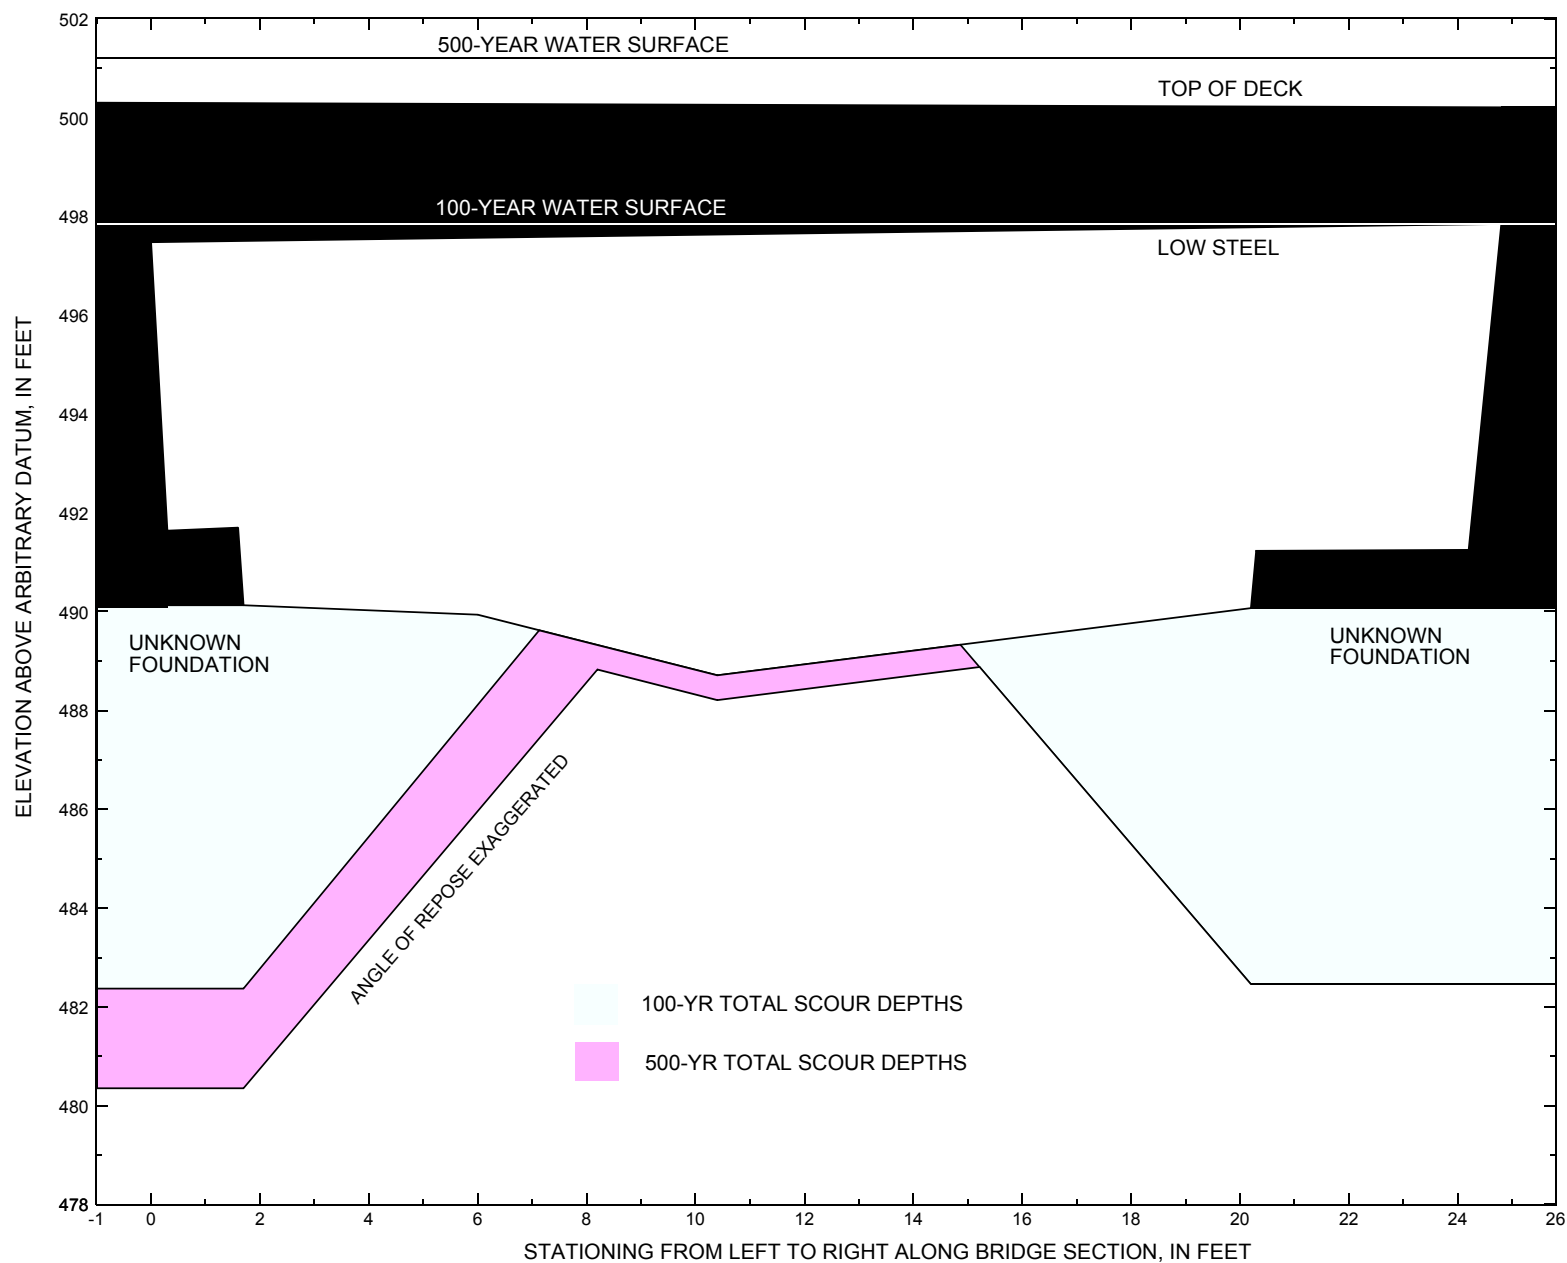 502
500-YEAR WATER SURFACE
TOP OF DECK
500
100-YEAR WATER SURFACE
498
LOW STEEL
496
494
492
490
UNKNOWN
FOUNDATION
UNKNOWN
FOUNDATION
488
486
484
482
480
478
ELEVATION ABOVE ARBITRARY DATUM, IN FEET
ANGLE OF REPOSE EXAGGERATED
100-YR TOTAL SCOUR DEPTHS
500-YR TOTAL SCOUR DEPTHS
-1 0 2 4 6 8 10 12 14 16 18 20 22 24 26
STATIONING FROM LEFT TO RIGHT ALONG BRIDGE SECTION, IN FEET